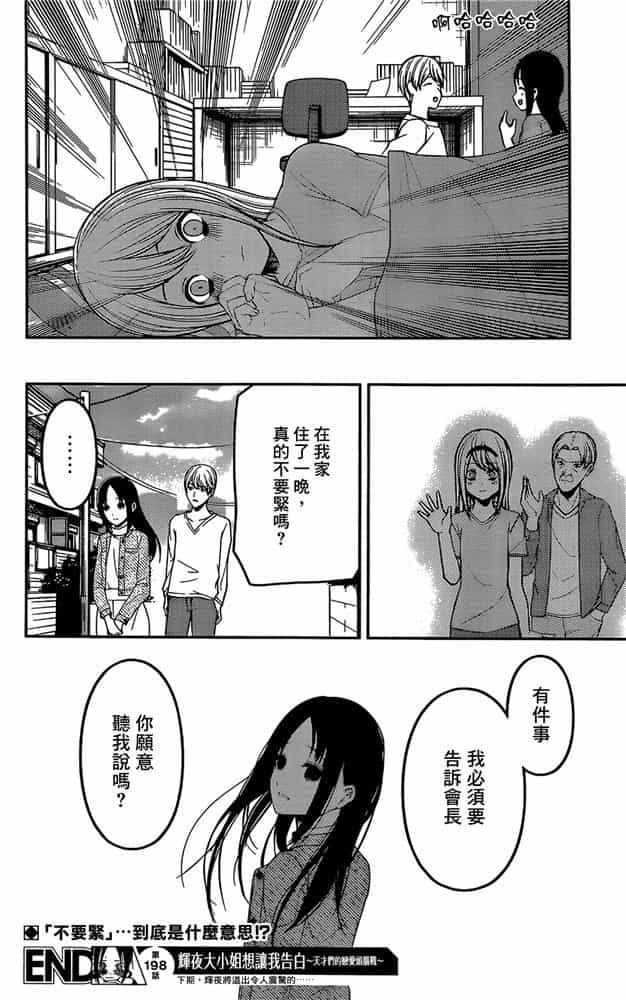 啊哈哈哈哈
在我家
住了一晚，
真的不要緊嗎？
⋯⋯
有件事
我必須要
告訴會長
你願意
聽我說嗎？
「不要緊」…到底是什麼意思!?
END
第198話
輝夜大小姐想讓我告白～天才們的戀愛頭腦戰～
下期，輝夜將道出令人震驚的……